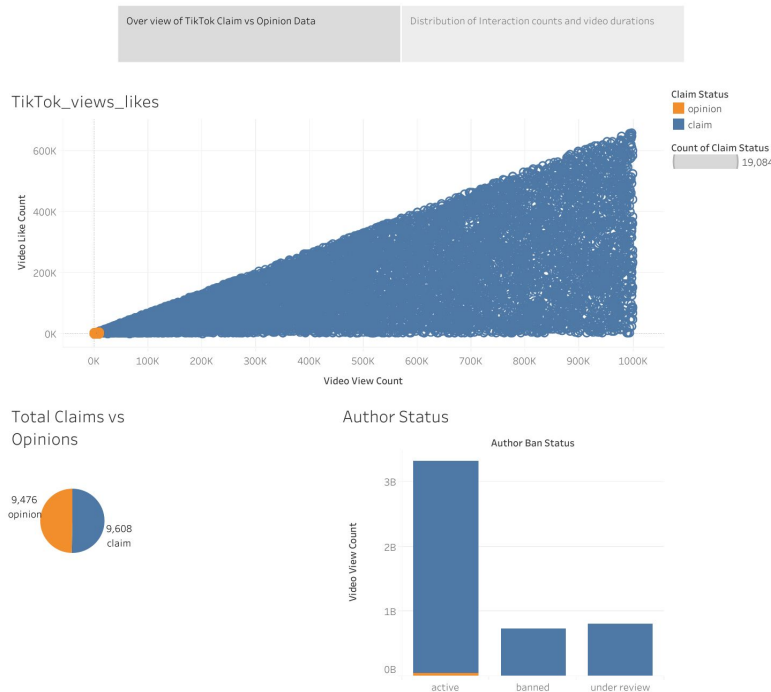 Over view of TikTok Claim vs Opinion Data
Distribution of Interaction counts and video durations
TikTok_views_likes
Claim Status
opinion
claim
Count of Claim Status
19,084
Video Like Count
600K
400K
200K
0K
0K 100K 200K 300K 400K 500K 600K 700K 800K 900K 1000K
Video View Count
Total Claims vs
Opinions
9,476
opinion
9,608
claim
Author Status
Author Ban Status
Video View Count
3B
2B
1B
0B
active banned under review